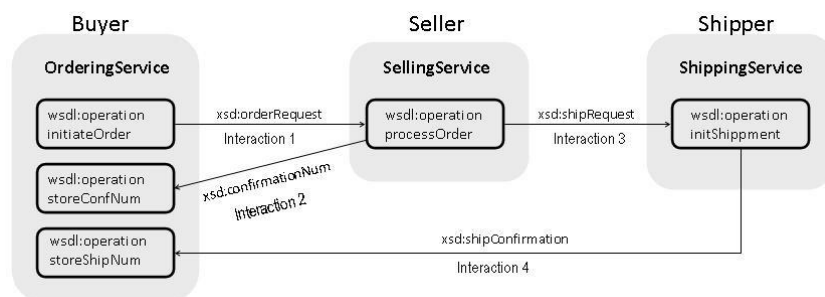 Buyer
Seller
Shipper
OrderingService
SellingService
ShippingService
wsdl:operation
initiateOrder
xsd:orderRequest
Interaction 1
wsdl:operation
processOrder
xsd:shipRequest
Interaction 3
wsdl:operation
initShippment
wsdl:operation
storeConfNum
xsd:confirmationNum
Interaction 2
wsdl:operation
storeShipNum
xsd:shipConfirmation
Interaction 4